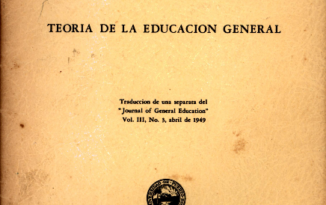 TEORIA DE LA EDUCACION GENERAL
Traduccion de una separata del
"Journal of General Education"
Vol. III, No. 3, abril de 1949